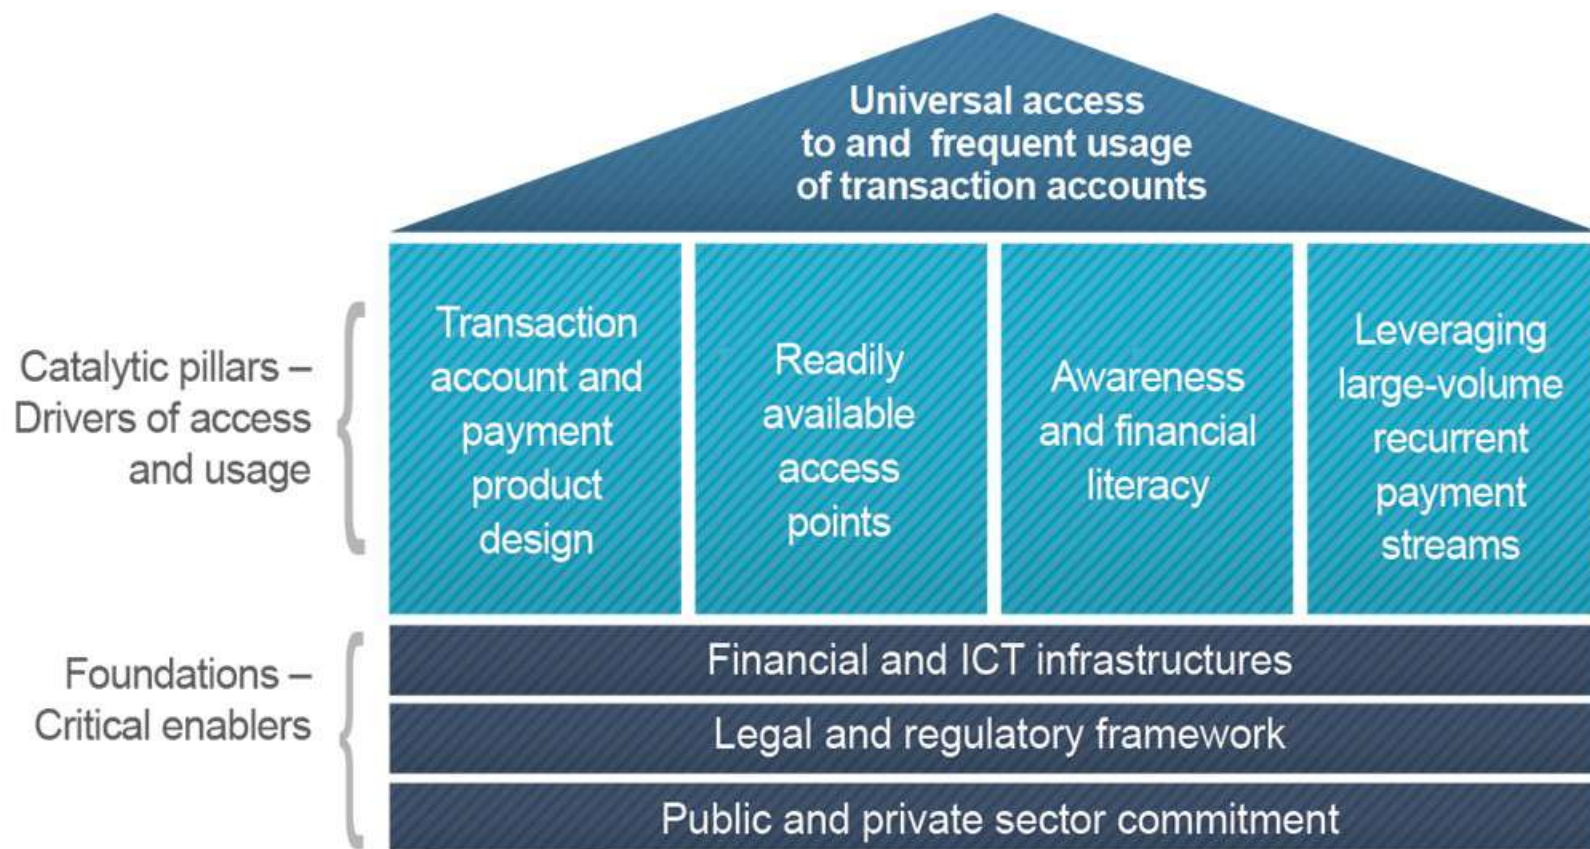 Universal access
to and frequent usage
of transaction accounts
Catalytic pillars –
Drivers of access
and usage
Transaction
account and
payment
product
design
Readily
available
access
points
Awareness
and financial
literacy
Leveraging
large-volume
recurrent
payment
streams
Foundations –
Critical enablers
Financial and ICT infrastructures
Legal and regulatory framework
Public and private sector commitment